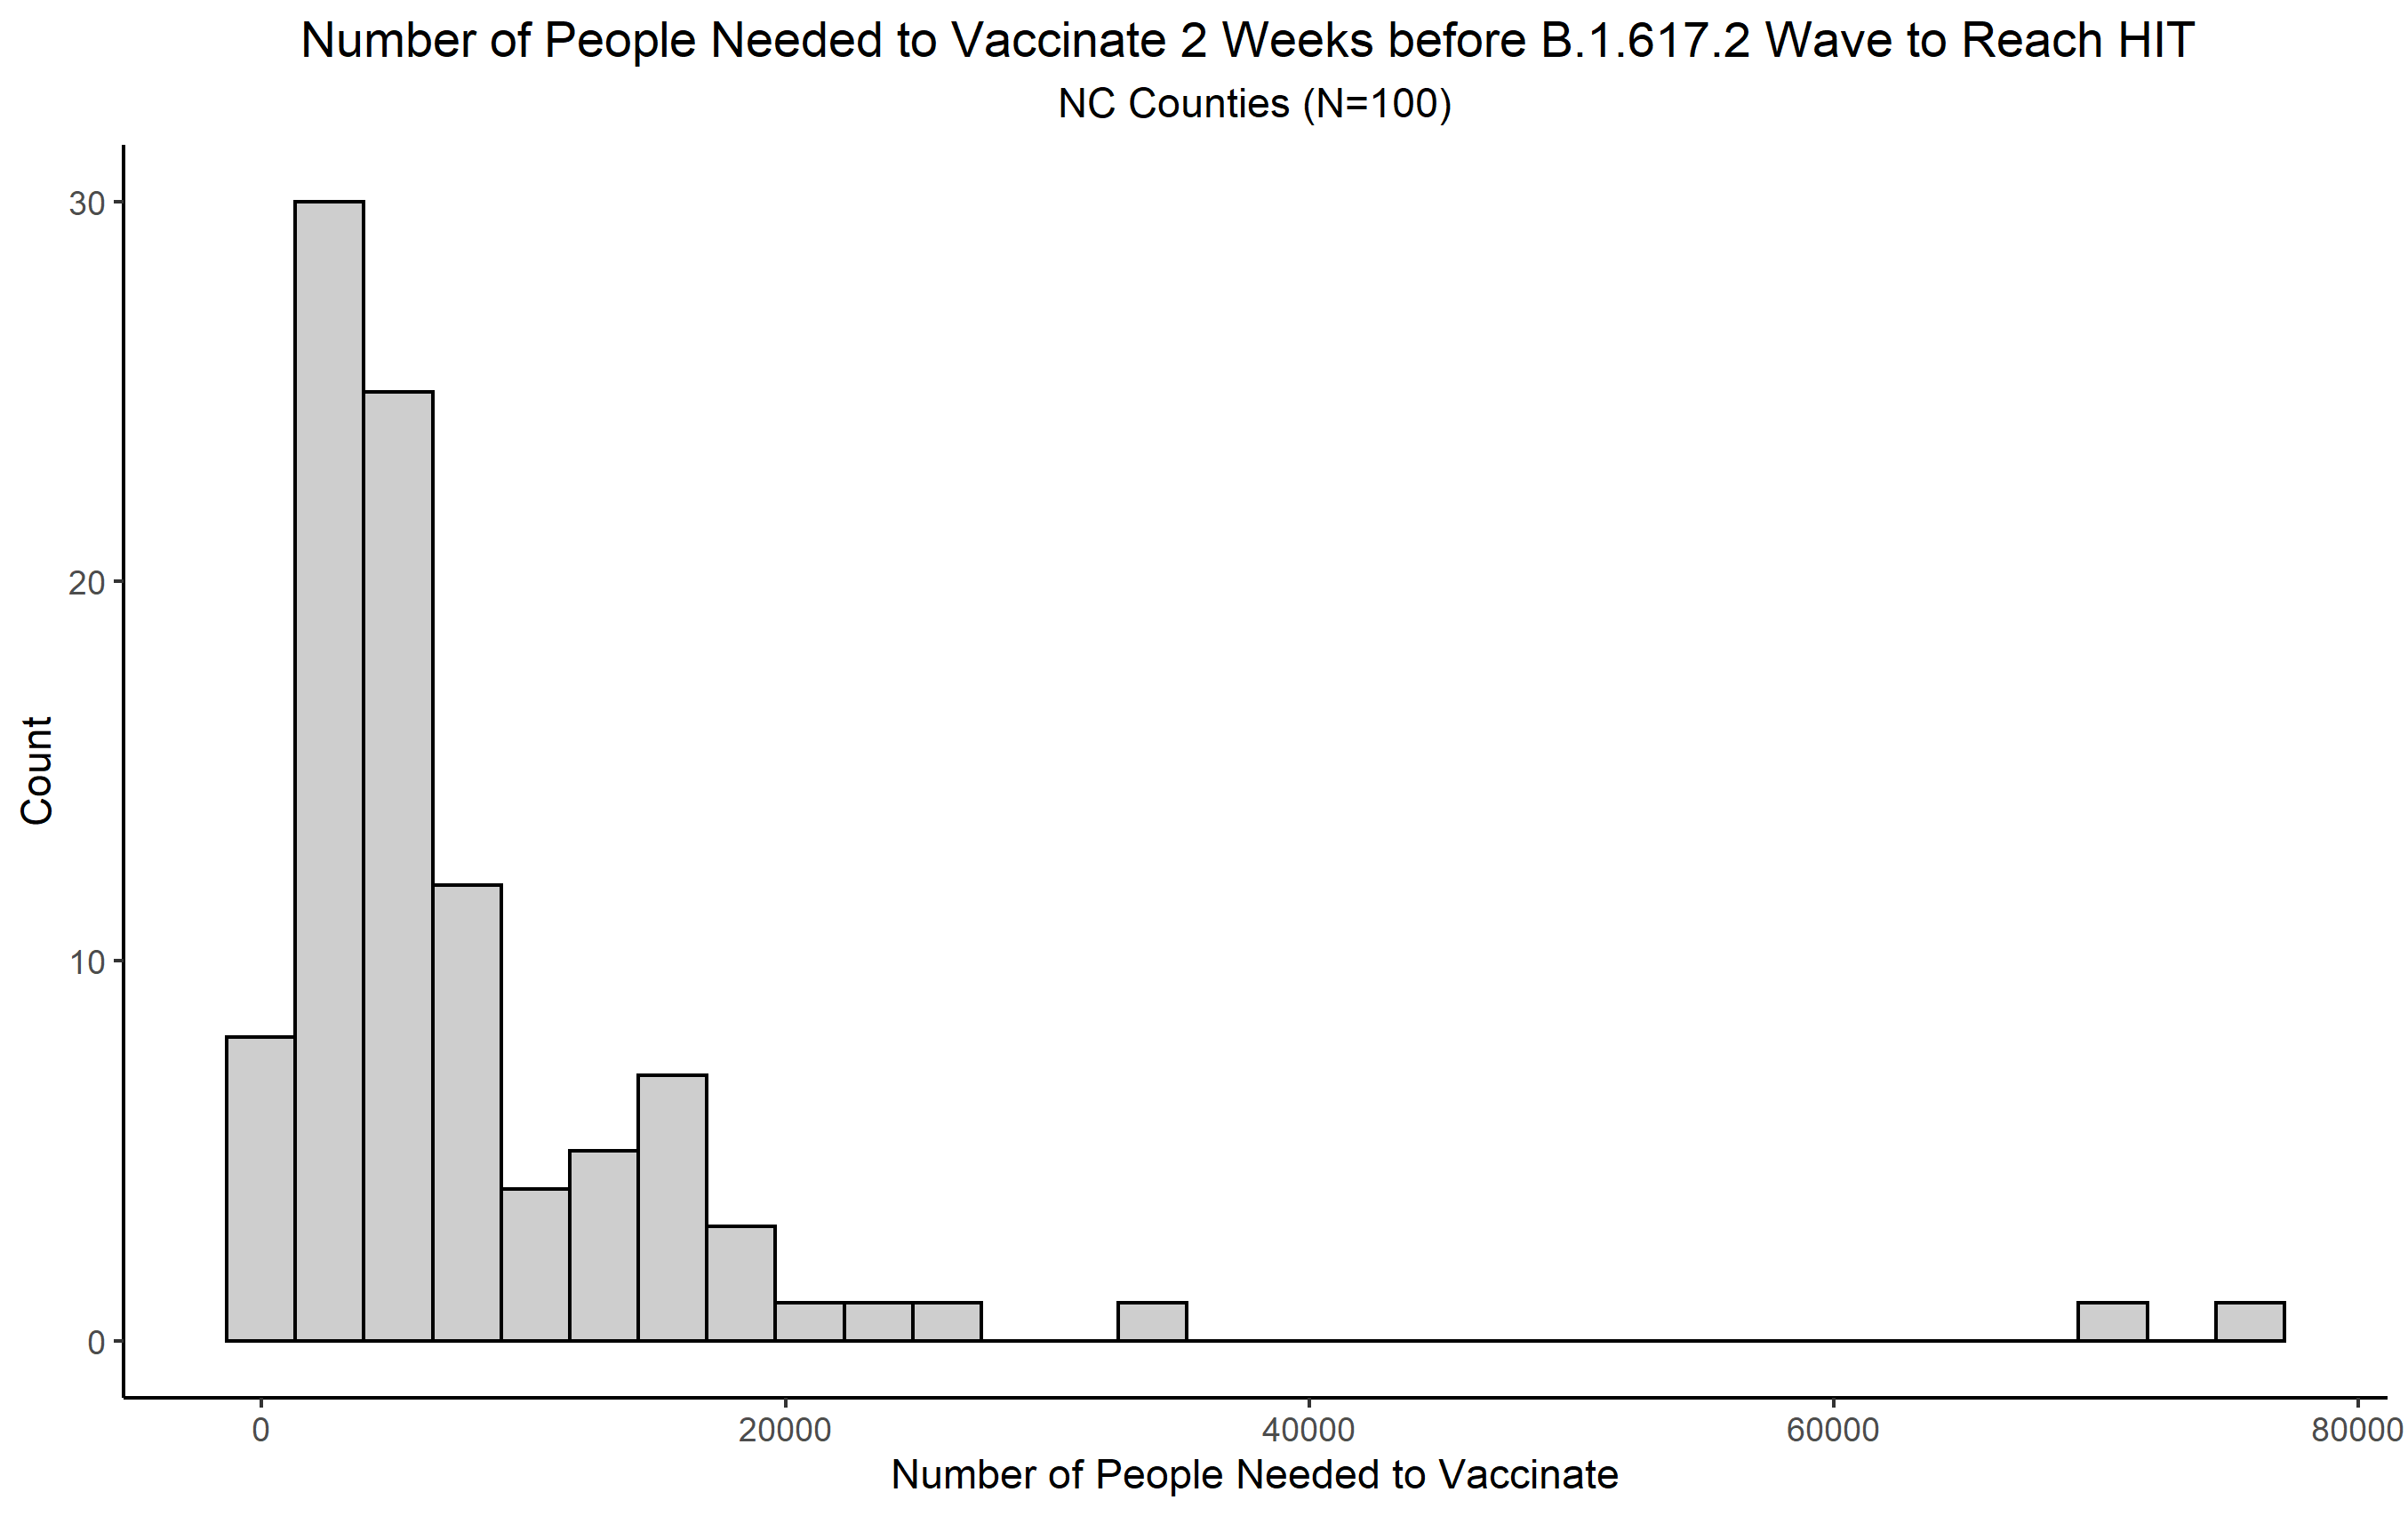 Number of People Needed to Vaccinate 2 Weeks before B.1.617.2 Wave to Reach HIT
NC Counties (N=100)
30
20
10
0
Count
0 20000 40000 60000 80000
Number of People Needed to Vaccinate